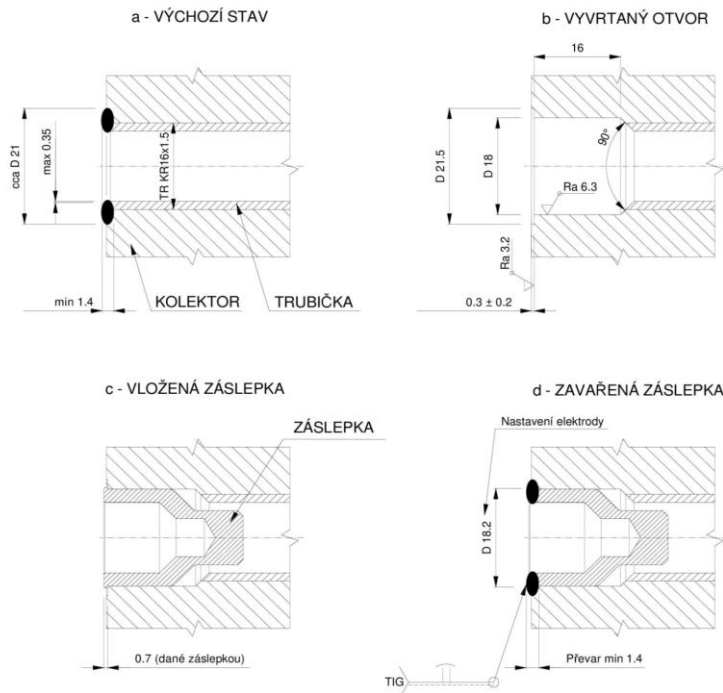 a - VÝCHOZÍ STAV
cca D 21
max 0.35
TR KR16x1.5
min 1.4
KOLEKTOR
TRUBIČKA
b - VYVRTANÝ OTVOR
16
D 21.5
D 18
90°
Ra 6.3
Ra 3.2
0.3 ± 0.2
c - VLOŽENÁ ZÁSLEPKA
ZÁSLEPKA
0.7 (dané záslepkou)
d - ZAVAŘENÁ ZÁSLEPKA
Nastavení elektrody
D 18.2
TIG
Převar min 1.4